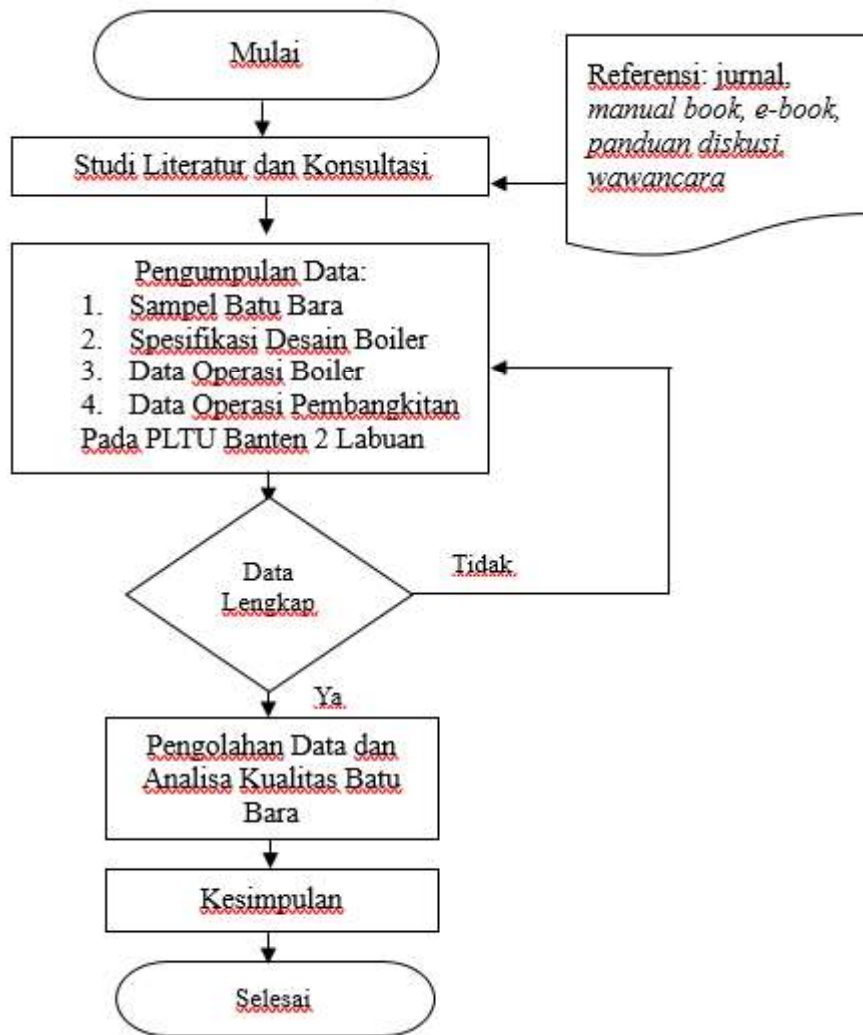 Mulai
Referensi: jurnal,
manual book, e-book,
panduan diskusi,
wawancara
Studi Literatur dan Konsultasi
Pengumpulan Data:
1. Sampel Batu Bara
2. Spesifikasi Desain Boiler
3. Data Operasi Boiler
4. Data Operasi Pembangkitan
Pada PLTU Banten 2 Labuan
Data
Lengkap
Tidak
Ya
Pengolahan Data dan
Analisa Kualitas Batu
Bara
Kesimpulan
Selesai